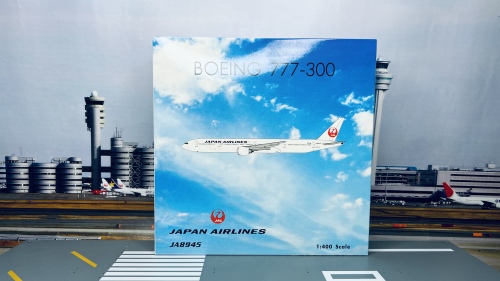 BOEING 777-300
JAPAN AIRLINES
JAPAN AIRLINES
JA8945
1:400 Scale